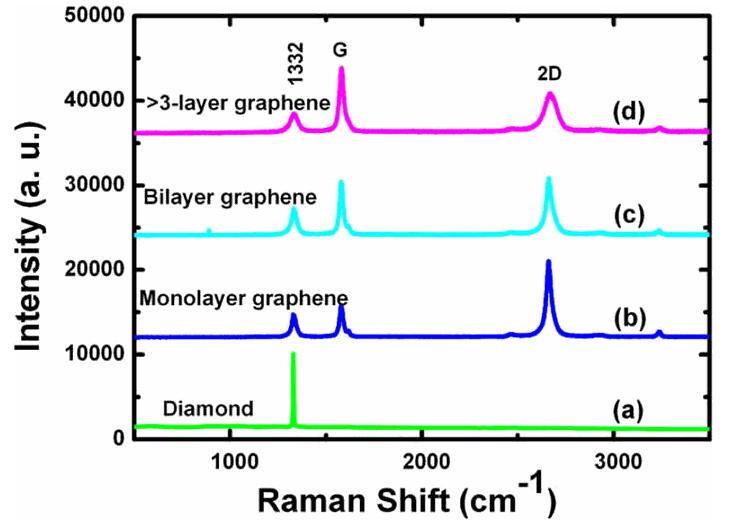 50000
40000
30000
20000
10000
0
Intensity (a. u.)
1332
G
2D
>3-layer graphene
(d)
Bilayer graphene
(c)
Monolayer graphene
(b)
Diamond
(a)
1000
2000
3000
Raman Shift (cm-1)